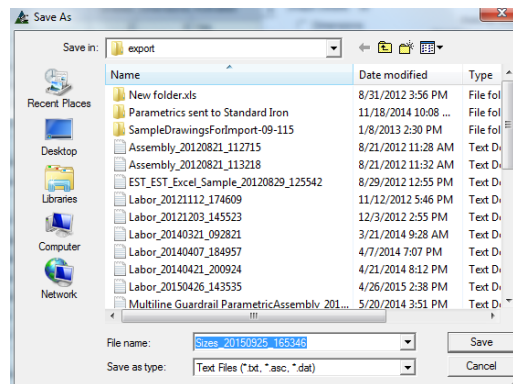 Save As
Save in: export
Name Date modified Type
New folder.xls 8/31/2012 3:56 PM File fol
Parametrics sent to Standard Iron 11/18/2014 10:08 ... File fol
SampleDrawingsForImport-09-115 1/8/2013 2:30 PM File fol
Assembly_20120821_112715 8/21/2012 11:28 AM Text Do
Assembly_20120821_113218 8/21/2012 11:32 AM Text Do
EST_EST_Excel_Sample_20120829_125542 8/29/2012 12:55 PM Text Do
Labor_20121112_174609 11/12/2012 5:46 PM Text Do
Labor_20121203_145523 12/3/2012 2:55 PM Text Do
Labor_20140321_092821 3/21/2014 9:28 AM Text Do
Labor_20140407_184957 4/7/2014 7:07 PM Text Do
Labor_20140421_200924 4/21/2014 8:12 PM Text Do
Labor_20150426_143535 4/26/2015 2:38 PM Text Do
Multiline Guardrail ParametricAssembly 201... 5/20/2014 3:51 PM Text Do
Recent Places
Desktop
Libraries
Computer
Network
File name: Sizes_20150925_165346 Save
Save as type: Text Files (*.txt, *.asc, *.dat) Cancel